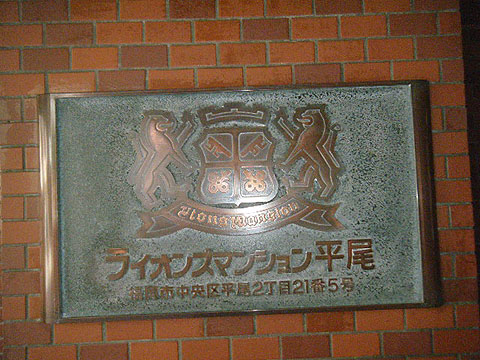 Lions Mansion
ライオンズマンション平尾
福岡市中央区平尾2丁目21番5号